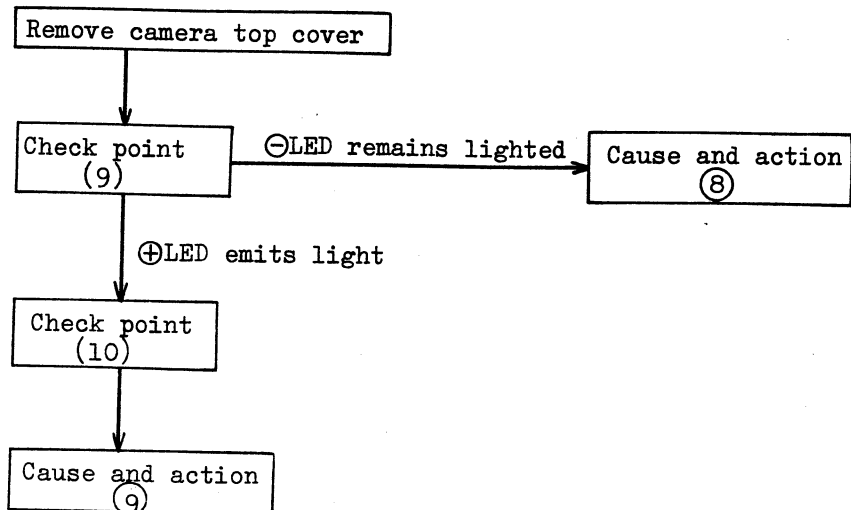 Remove camera top cover
Check point
(9)
⊖LED remains lighted
Cause and action
⑧
⊕LED emits light
Check point
(10)
Cause and action
⑨